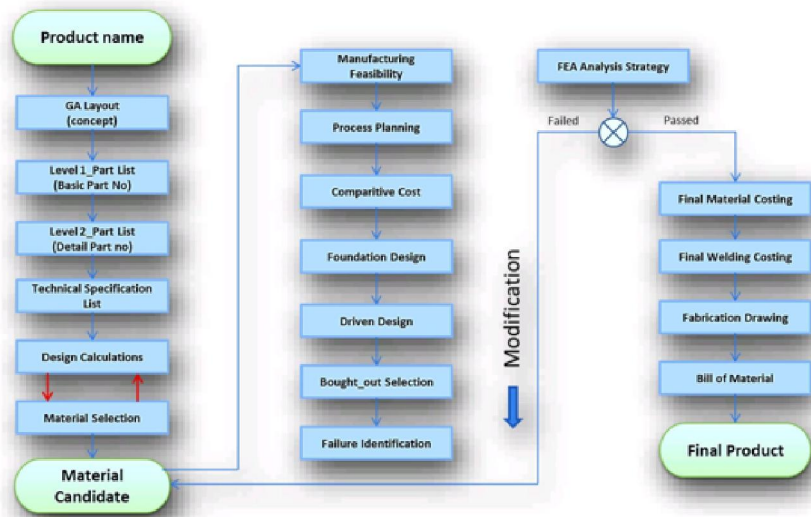 Product name
GA Layout
(concept)
Level 1_Part List
(Basic Part No)
Level 2_Part List
(Detail Part no)
Technical Specification
List
Design Calculations
Material Selection
Material
Candidate
Manufacturing
Feasibility
Process Planning
Comparitive Cost
Foundation Design
Driven Design
Bought_out Selection
Failure Identification
Modification
FEA Analysis Strategy
Failed
Passed
Final Material Costing
Final Welding Costing
Fabrication Drawing
Bill of Material
Final Product